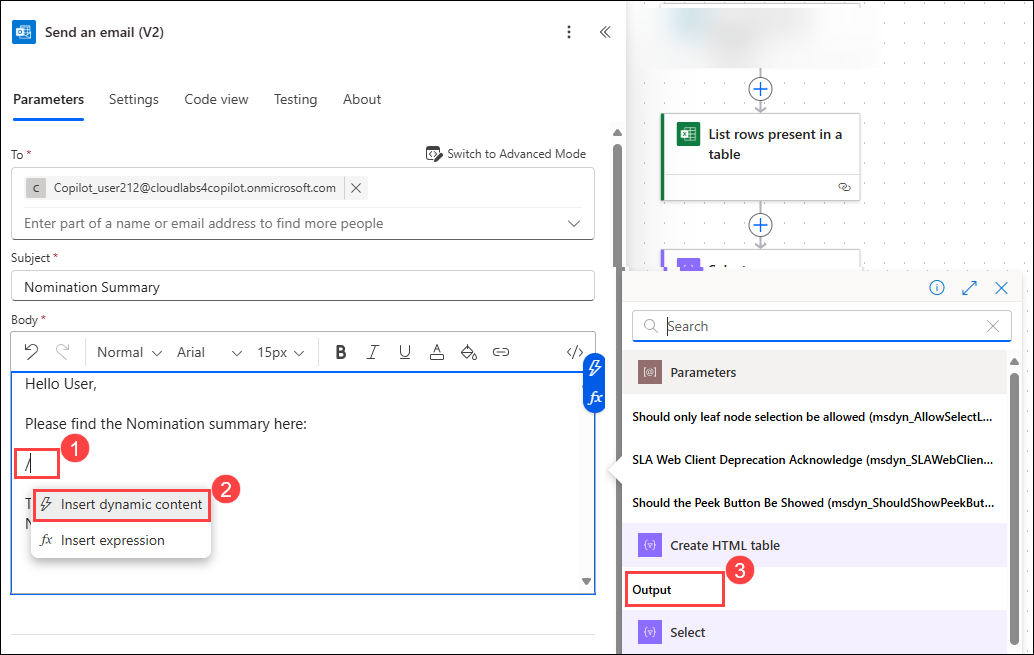 Send an email (V2)
Parameters
Settings
Code view
Testing
About
To *
Switch to Advanced Mode
C
Copilot_user212@cloudlabs4copilot.onmicrosoft.com
Enter part of a name or email address to find more people
Subject *
Nomination Summary
Body *
Normal
Arial
15px
B
I
U
A
</>
fx
Hello User,
Please find the Nomination summary here:
/
1
2
Insert dynamic content
fx Insert expression
List rows present in a
table
Search
Parameters
Should only leaf node selection be allowed (msdyn_AllowSelectL...
SLA Web Client Deprecation Acknowledge (msdyn_SLAWebClien...
Should the Peek Button Be Showed (msdyn_ShouldShowPeekBut...
Create HTML table
3
Output
Select